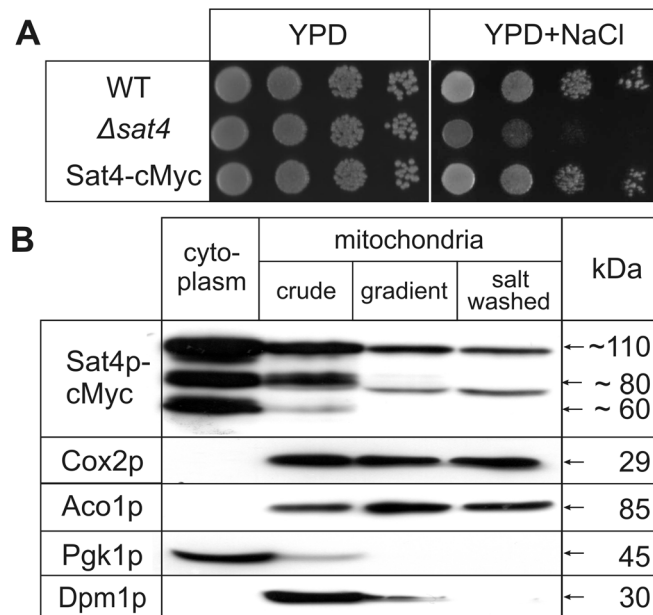 A
YPD
YPD+NaCl
WT
Δsat4
Sat4-cMyc
B
cyto-
plasm
mitochondria
crude
gradient
salt
washed
kDa
Sat4p-
cMyc
~110
~ 80
~ 60
Cox2p
29
Aco1p
85
Pgk1p
45
Dpm1p
30